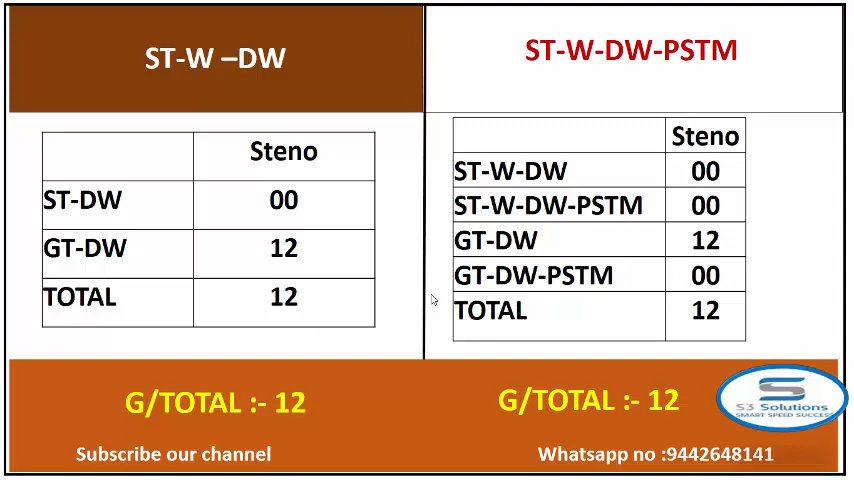 ST-W –DW
Steno
ST-DW 00
GT-DW 12
TOTAL 12
G/TOTAL :- 12
Subscribe our channel
ST-W-DW-PSTM
Steno
ST-W-DW 00
ST-W-DW-PSTM 00
GT-DW 12
GT-DW-PSTM 00
TOTAL 12
G/TOTAL :- 12
Whatsapp no :9442648141
S3 Solutions
SMART SPEED SUCCESS